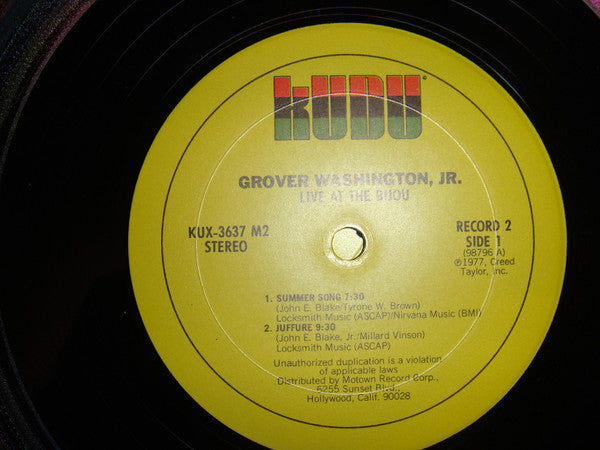 KUDU
GROVER WASHINGTON, JR.
LIVE AT THE BIJOU
KUX-3637 M2
STEREO
RECORD 2
SIDE 1
(98796 A)
℗1977, Creed
Taylor, Inc.
1. SUMMER SONG 7:30
(John E. Blake/Tyrone W. Brown)
Locksmith Music (ASCAP)/Nirvana Music (BMI)
2. JUFFURE 9:30
(John E. Blake, Jr./Millard Vinson)
Locksmith Music (ASCAP)
Unauthorized duplication is a violation
of applicable laws
Distributed by Motown Record Corp.,
6255 Sunset Blvd.,
Hollywood, Calif. 90028